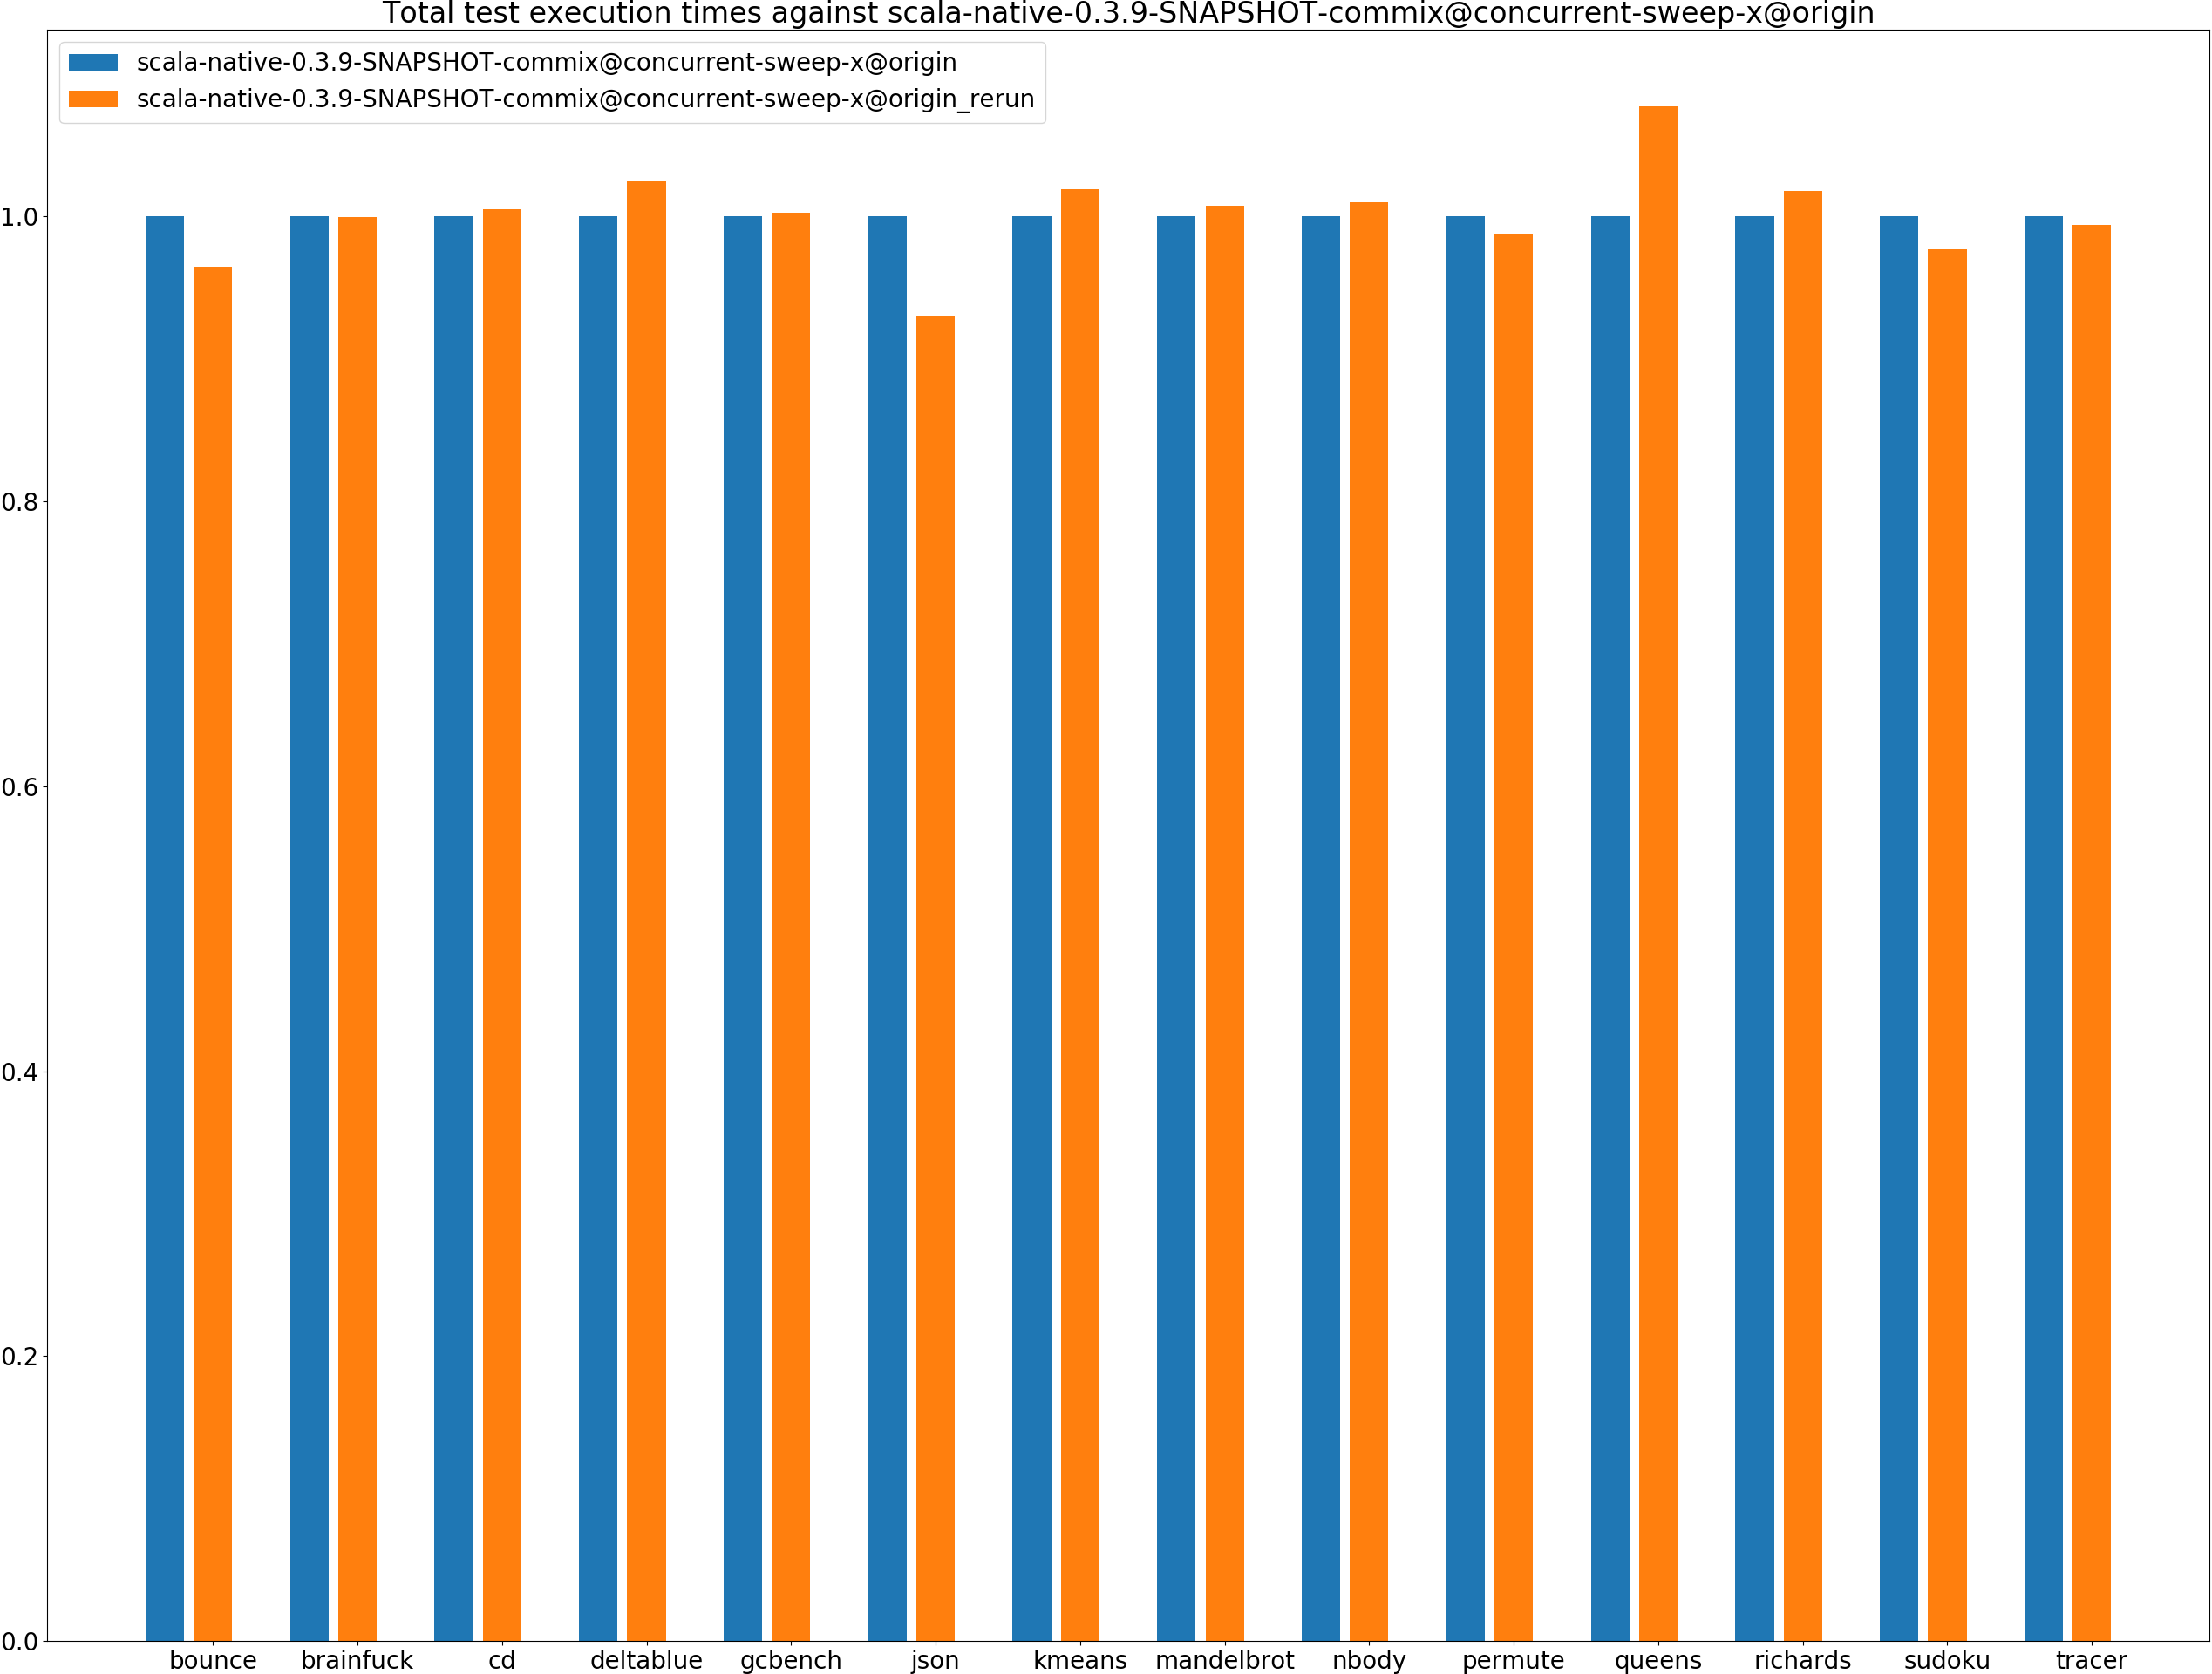 Total test execution times against scala-native-0.3.9-SNAPSHOT-commix@concurrent-sweep-x@origin
scala-native-0.3.9-SNAPSHOT-commix@concurrent-sweep-x@origin
scala-native-0.3.9-SNAPSHOT-commix@concurrent-sweep-x@origin_rerun
1.0
0.8
0.6
0.4
0.2
0.0
bounce brainfuck cd deltablue gcbench json kmeans mandelbrot nbody permute queens richards sudoku tracer